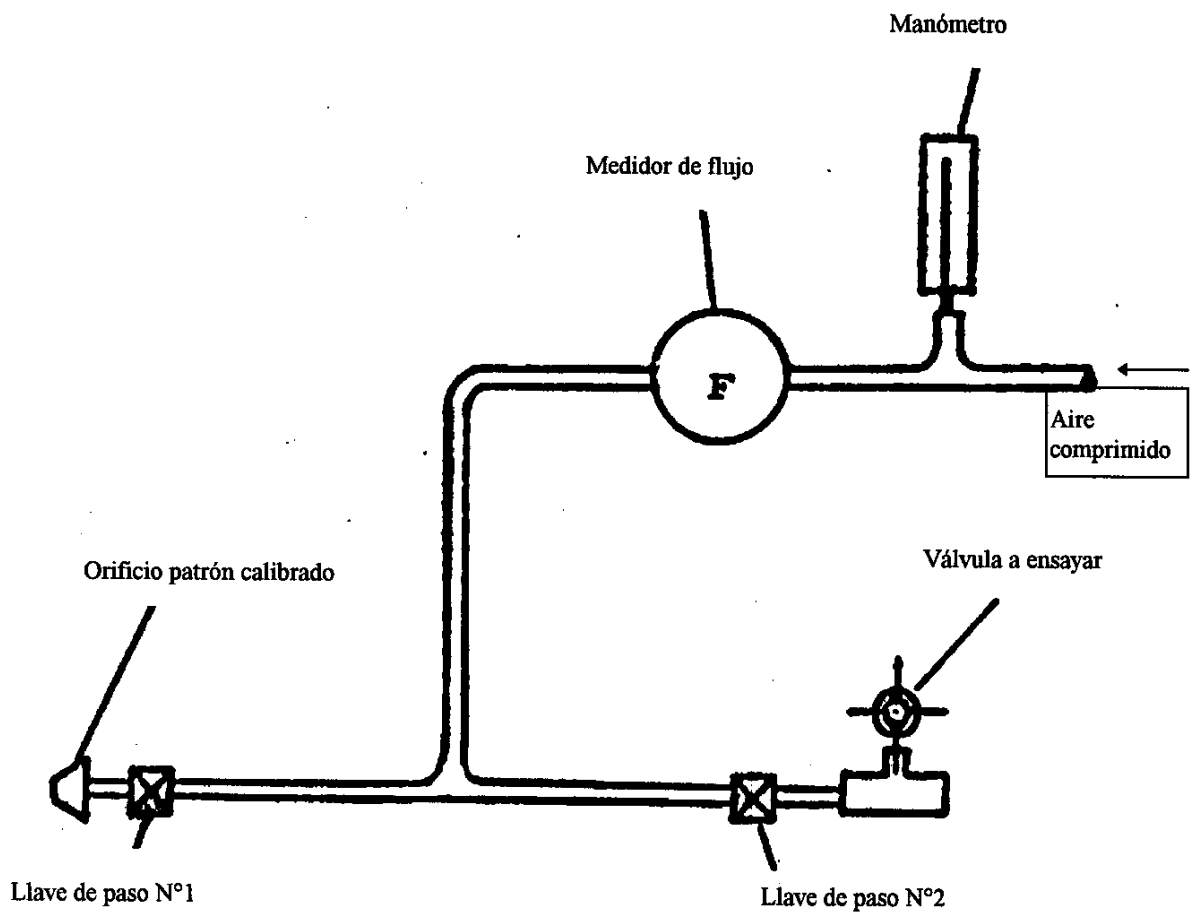 Manómetro
Medidor de flujo
F
Aire
comprimido
Orificio patrón calibrado
Válvula a ensayar
Llave de paso N°1
Llave de paso N°2